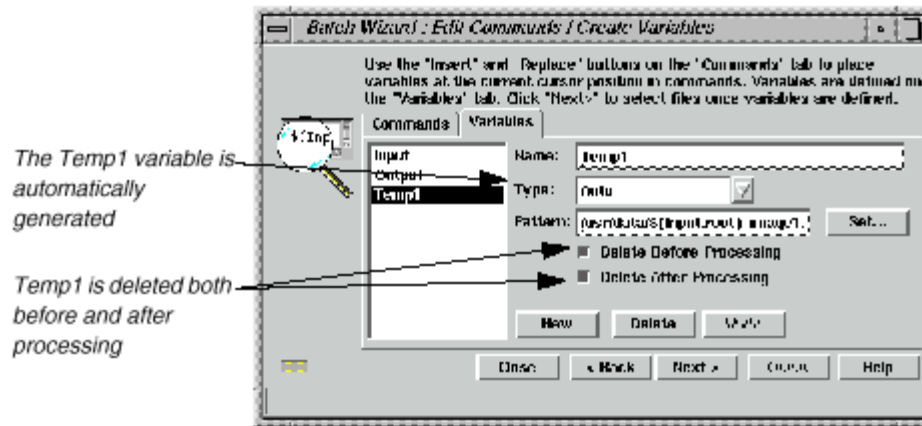 Batch Wizard : Edit Commands / Create Variables
Use the "Insert" and "Replace" buttons on the "Commands" tab to place
variables at the current cursor position in commands. Variables are defined on
the "Variables" tab. Click "Next>" to select files once variables are defined.
Commands Variables
The Temp1 variable is
automatically
generated
Input
Output
Temp1
Name: Temp1
Type: Auto
Pattern: Set...
Delete Before Processing
Delete After Processing
Temp1 is deleted both
before and after
processing
New Delete
Close < Back Next > Help